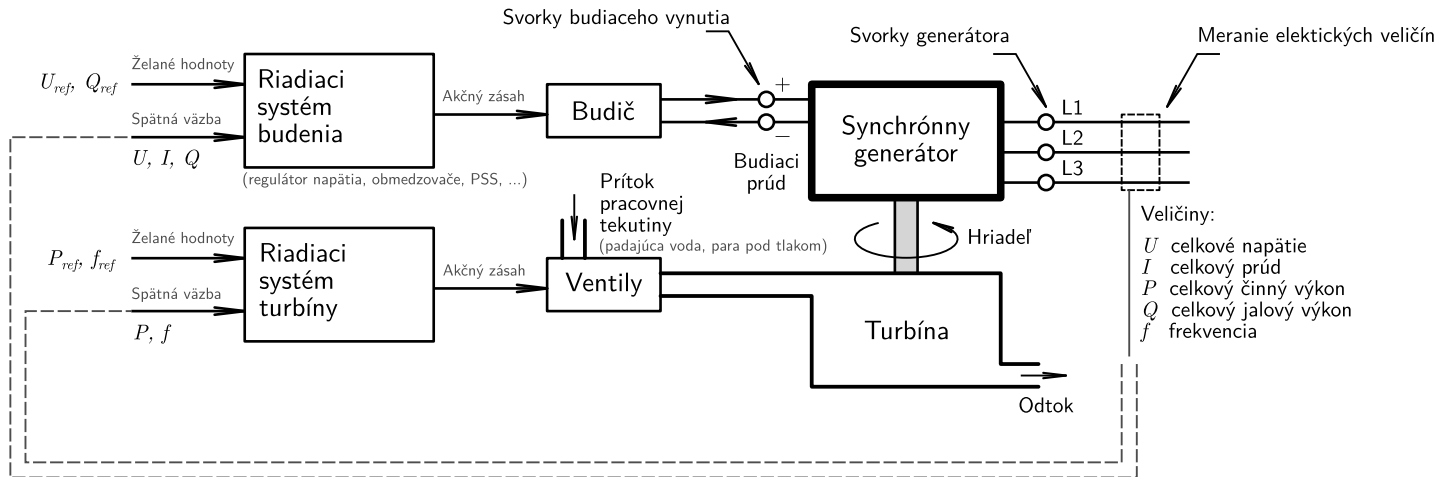 Svorky budiaceho vynutia
Svorky generátora
Meranie elektických veličín
Želané hodnoty
U_ref, Q_ref
Spätná väzba
U, I, Q
Riadiaci
systém
budenia
(regulátor napätia, obmedzovače, PSS, ...)
Akčný zásah
Budič
+
−
Budiaci
prúd
Synchrónny
generátor
L1
L2
L3
Prítok
pracovnej
tekutiny
(padajúca voda, para pod tlakom)
Hriadeľ
Želané hodnoty
P_ref, f_ref
Spätná väzba
P, f
Riadiaci
systém
turbíny
Akčný zásah
Ventily
Turbína
Odtok
Veličiny:
U celkové napätie
I celkový prúd
P celkový činný výkon
Q celkový jalový výkon
f frekvencia